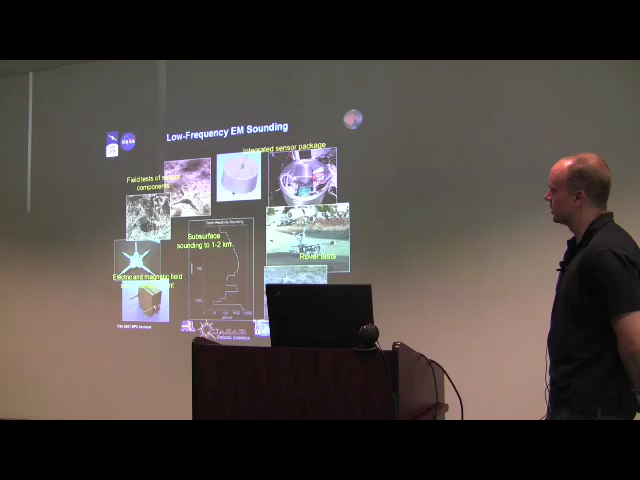 NASA
Low-Frequency EM Sounding
Integrated sensor package
Field tests of sensor
components
Subsurface
sounding to 1-2 km
Rover tests
Electric and magnetic field
QUASAR